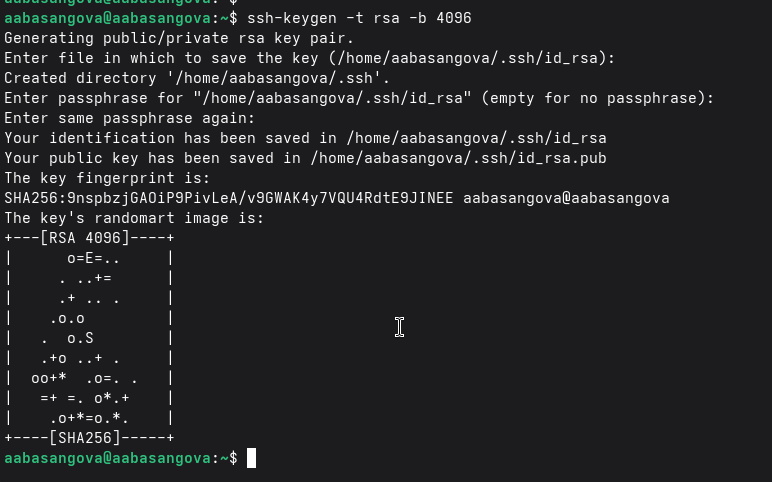 aabasangova@aabasangova:~$ ssh-keygen -t rsa -b 4096
Generating public/private rsa key pair.
Enter file in which to save the key (/home/aabasangova/.ssh/id_rsa):
Created directory '/home/aabasangova/.ssh'.
Enter passphrase for "/home/aabasangova/.ssh/id_rsa" (empty for no passphrase):
Enter same passphrase again:
Your identification has been saved in /home/aabasangova/.ssh/id_rsa
Your public key has been saved in /home/aabasangova/.ssh/id_rsa.pub
The key fingerprint is:
SHA256:9nspbzjGAOiP9PivLeA/v9GWAK4y7VQU4RdtE9JINEE aabasangova@aabasangova
The key's randomart image is:
+---[RSA 4096]----+
|      o=E=..     |
|     . ..+=      |
|     .+ .. .     |
|    .o.o         |
|   .  o.S        |
|   .+o ..+ .     |
|  oo+*  .o=. .   |
|   =+ =. o*.+    |
|    .o+*=o.*.    |
+----[SHA256]-----+
aabasangova@aabasangova:~$